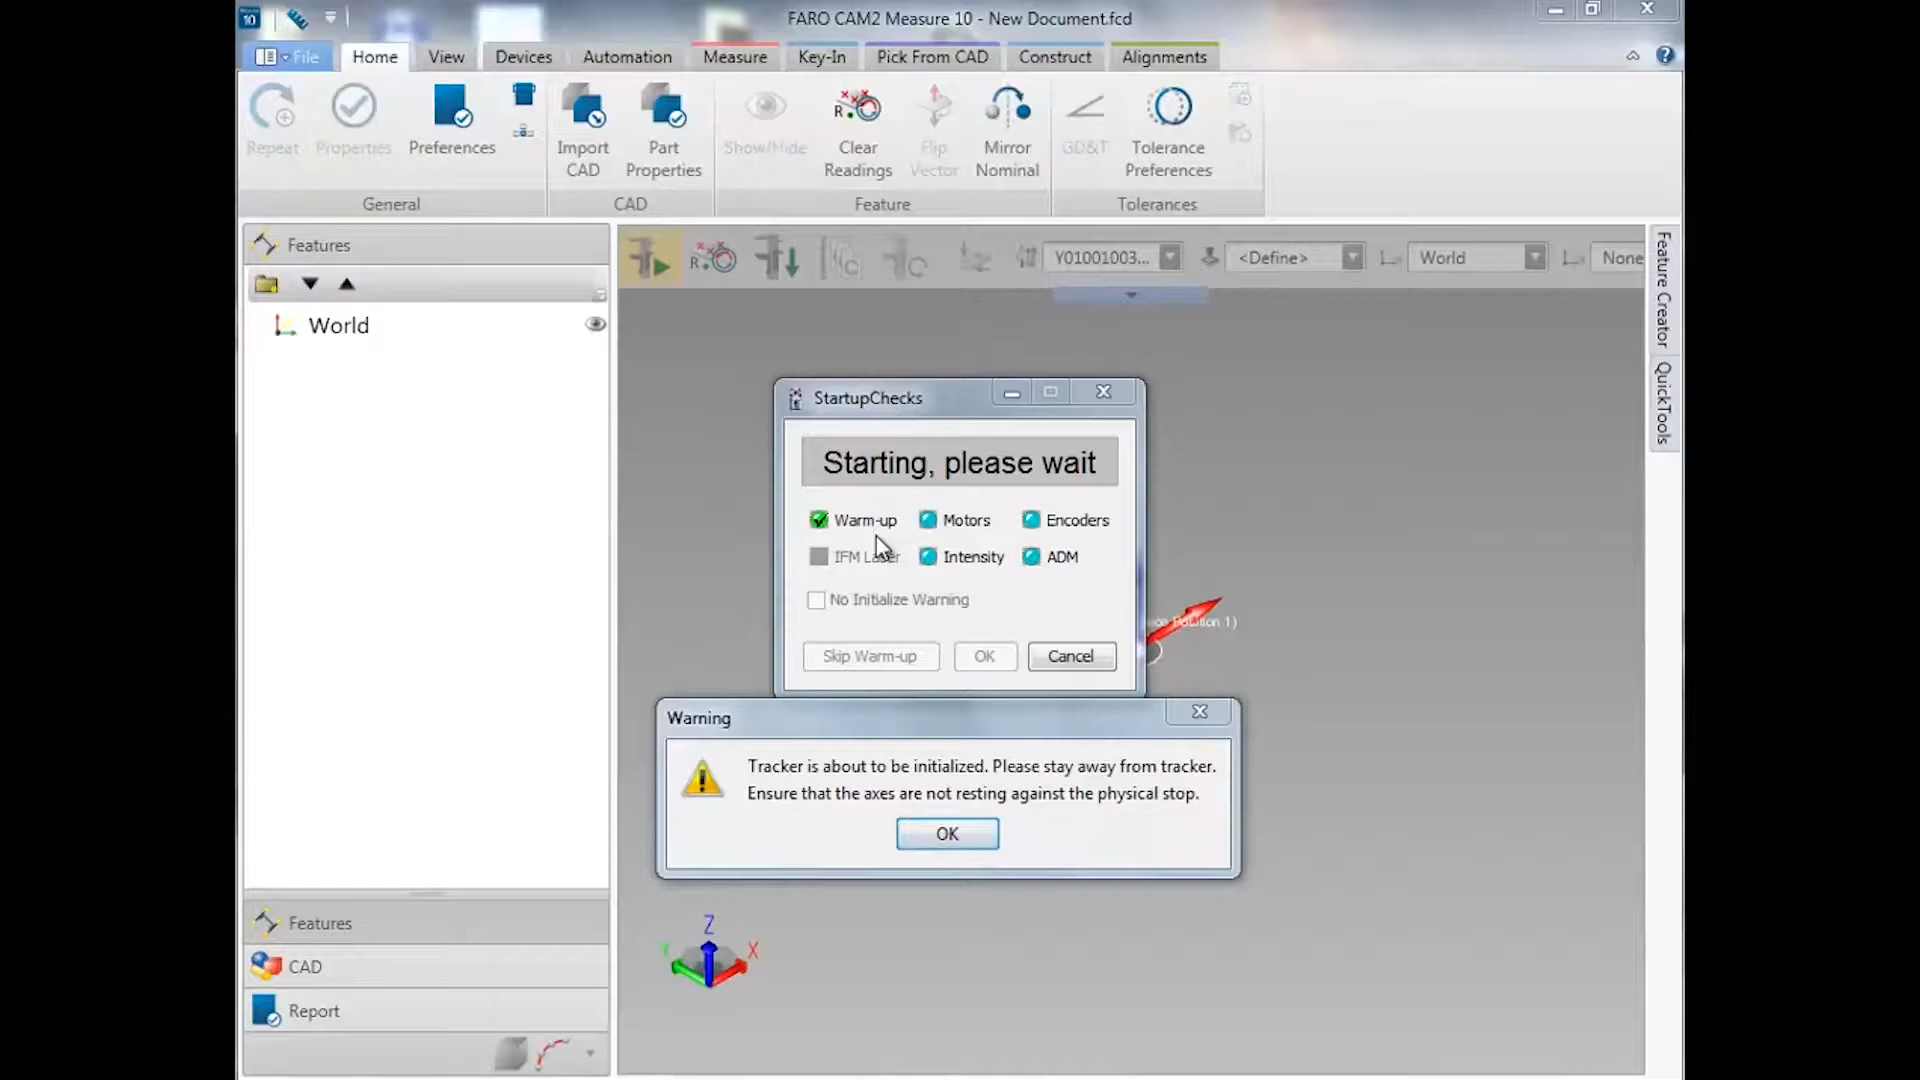 10
FARO CAM2 Measure 10 - New Document.fcd
File
Home
View
Devices
Automation
Measure
Key-In
Pick From CAD
Construct
Alignments
Repeat
Properties
Preferences
Import
CAD
Part
Properties
Show/Hide
Clear
Readings
Flip
Vector
Mirror
Nominal
GD&T
Tolerance
Preferences
General
CAD
Feature
Tolerances
Features
World
Y01001003...
<Define>
World
None
Feature Creator
QuickTools
StartupChecks
Starting, please wait
Warm-up
Motors
Encoders
IFM Laser
Intensity
ADM
No Initialize Warning
Skip Warm-up
OK
Cancel
Warning
Tracker is about to be initialized. Please stay away from tracker.
Ensure that the axes are not resting against the physical stop.
OK
Z
Y
X
Features
CAD
Report